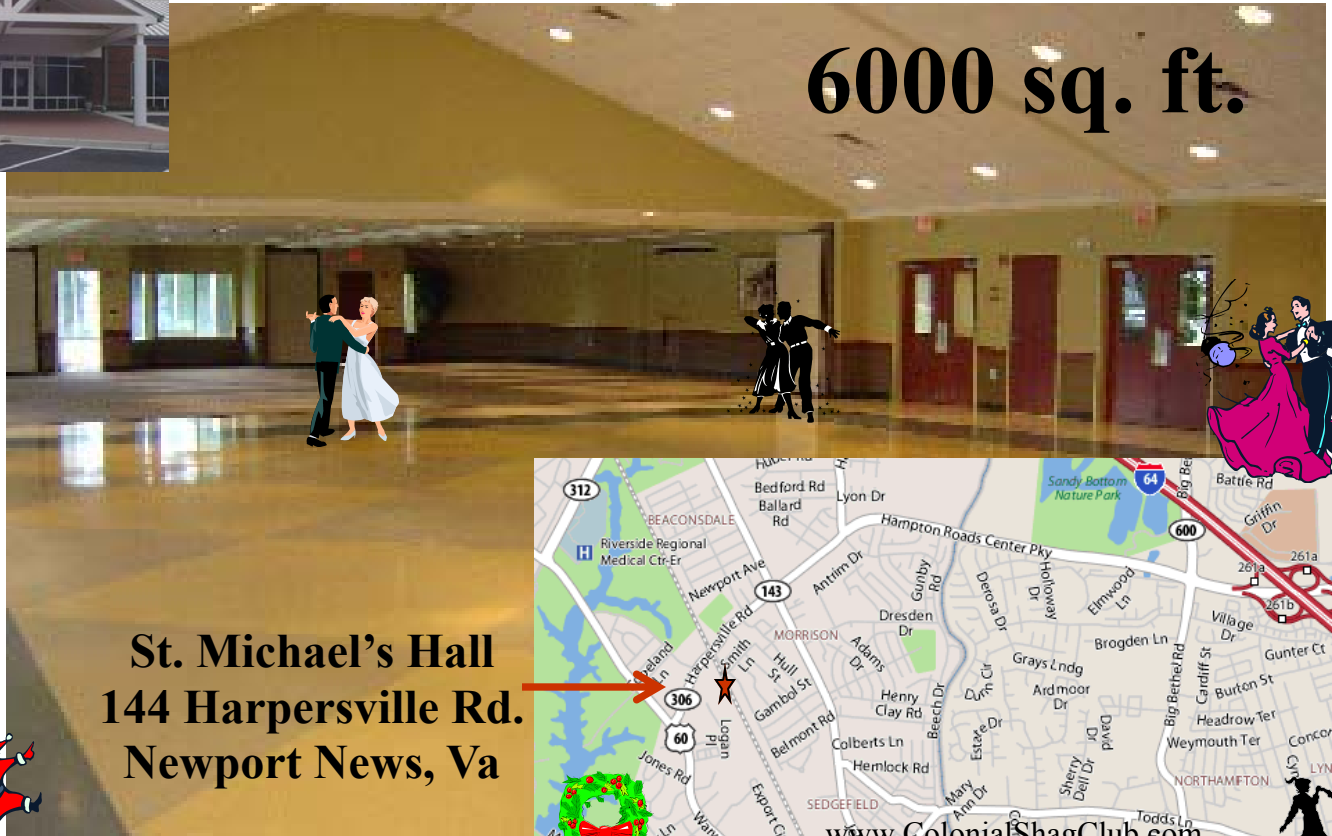 6000 sq. ft.
St. Michael’s Hall
144 Harpersville Rd.
Newport News, Va
312
BEACONSDALE
H
Riverside Regional
Medical Ctr-Er
Bedford Rd
Ballard
Rd
Lyon Dr
Hampton Roads Center Pky
Sandy Bottom
Nature Park
64
Battle Rd
600
Griffin
Dr
261a
261a
261b
Newport Ave
143
Antrim Dr
Gunby
Rd
Derosa Dr
Holloway
Dr
Elmwood
Ln
Dresden
Dr
Village
Dr
Harpersville Rd
MORRISON
Smith
Ln
Hull
St
Adams
Dr
Brogden Ln
Gunter Ct
Grays Lndg
Cardiff St
Burton St
306
Gambol St
Henry
Clay Rd
Beech Dr
Ardmoor
Dr
Big Bethel Rd
Headrow Ter
60
Logan
Pl
Belmont Rd
Colberts Ln
Estate Dr
David
Dr
Weymouth Ter
Jones Rd
Hemlock Rd
Sherry
Dell Dr
NORTHAMPTON
SEDGEFIELD
Mary
Ann Dr
Todds Ln
www.ColonialShagClub.com